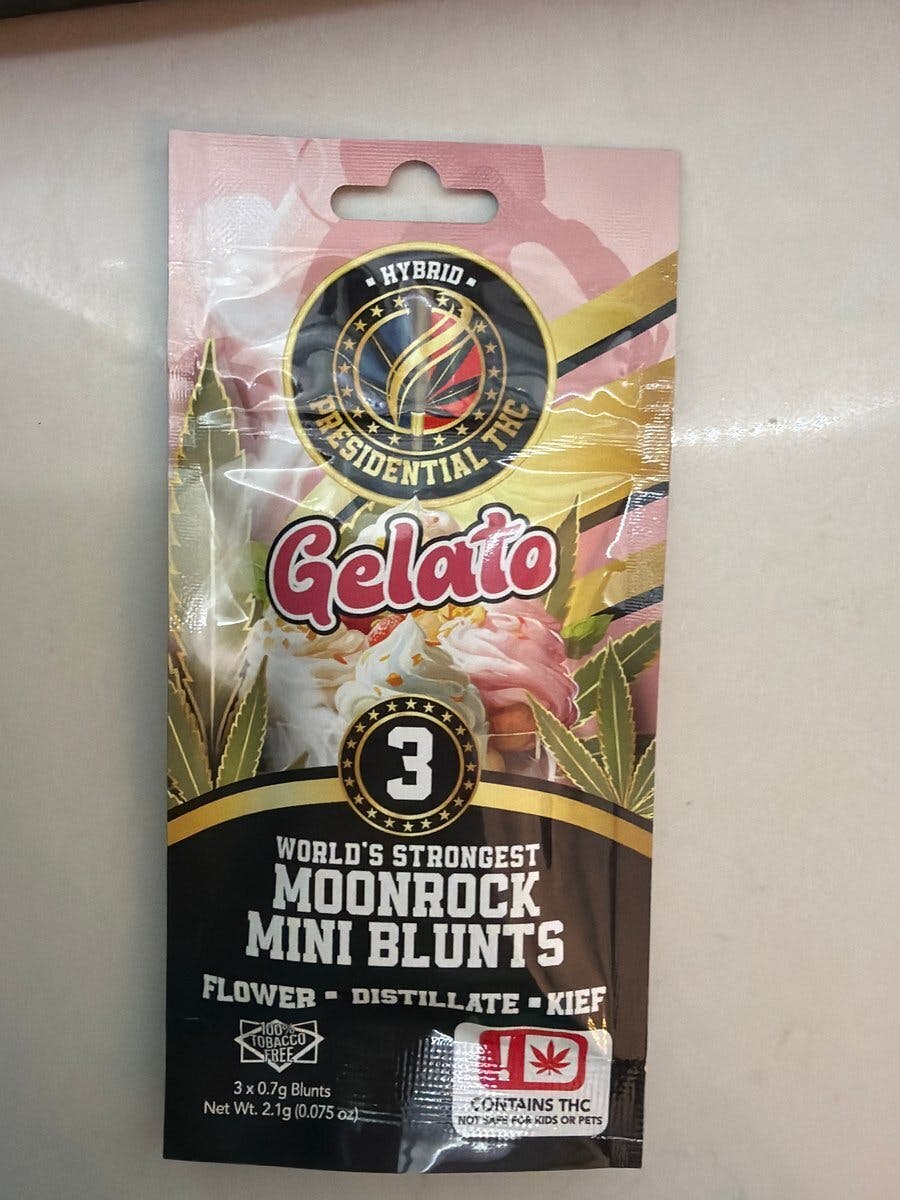 • HYBRID •
PRESIDENTIAL THC
Gelato
3
WORLD'S STRONGEST
MOONROCK
MINI BLUNTS
FLOWER • DISTILLATE • KIEF
100%
TOBACCO
FREE
3 x 0.7g Blunts
Net Wt. 2.1g (0.075 oz)
!
CONTAINS THC
NOT SAFE FOR KIDS OR PETS